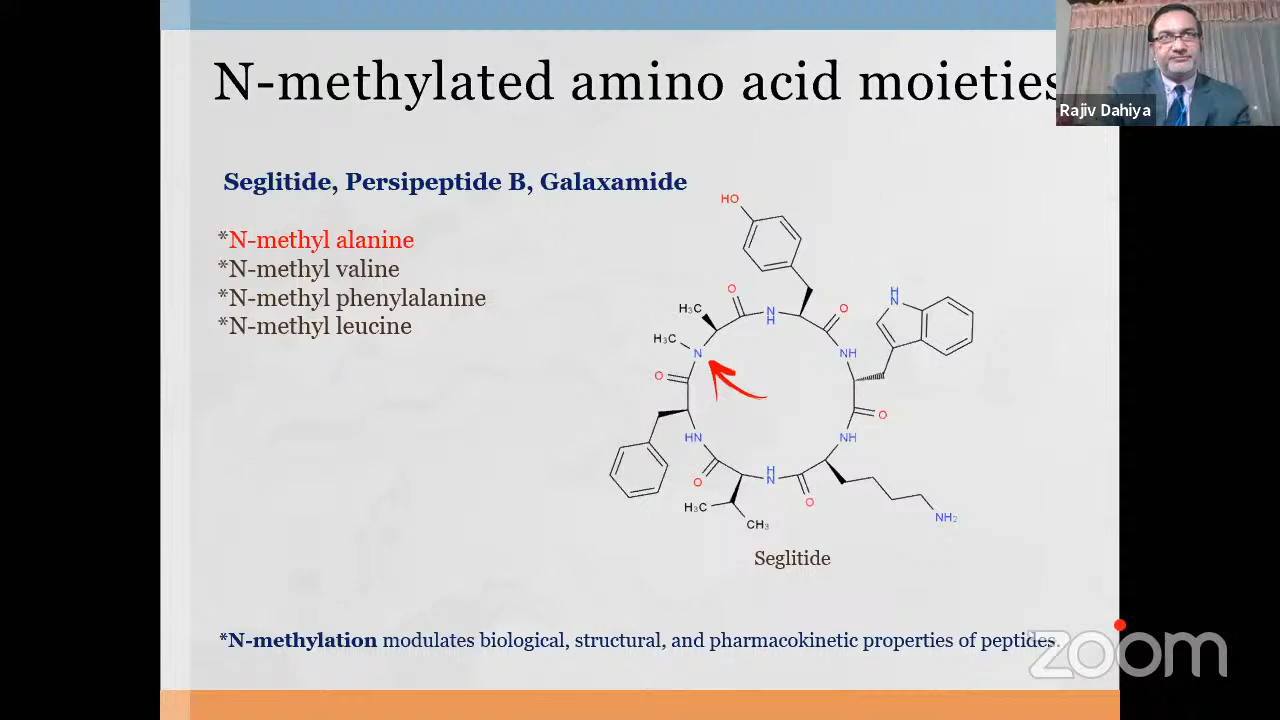 N-methylated amino acid moieties
Rajiv Dahiya
Seglitide, Persipeptide B, Galaxamide
*N-methyl alanine
*N-methyl valine
*N-methyl phenylalanine
*N-methyl leucine
HO
O
N
H
O
H
N
H₃C
H₃C
N
NH
O
O
HN
NH
O
H
N
O
H₃C
CH₃
NH₂
Seglitide
*N-methylation modulates biological, structural, and pharmacokinetic properties of peptides.
zoom